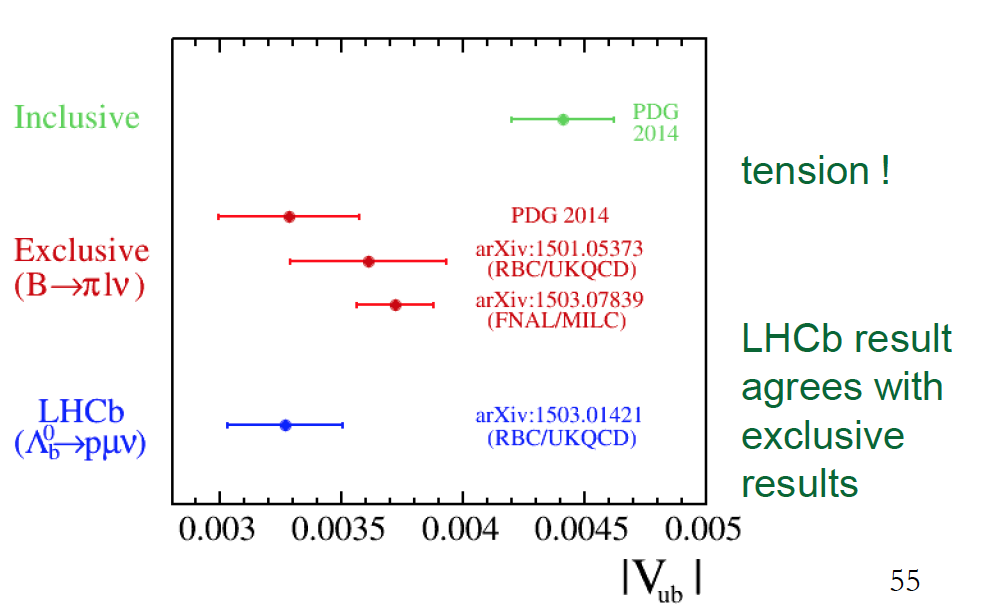 Inclusive
PDG
2014
tension !
Exclusive
(B→πlν)
PDG 2014
arXiv:1501.05373
(RBC/UKQCD)
arXiv:1503.07839
(FNAL/MILC)
LHCb result
agrees with
exclusive
results
LHCb
(Λ⁰_b→pμν)
arXiv:1503.01421
(RBC/UKQCD)
0.003 0.0035 0.004 0.0045 0.005
|V_ub|
55